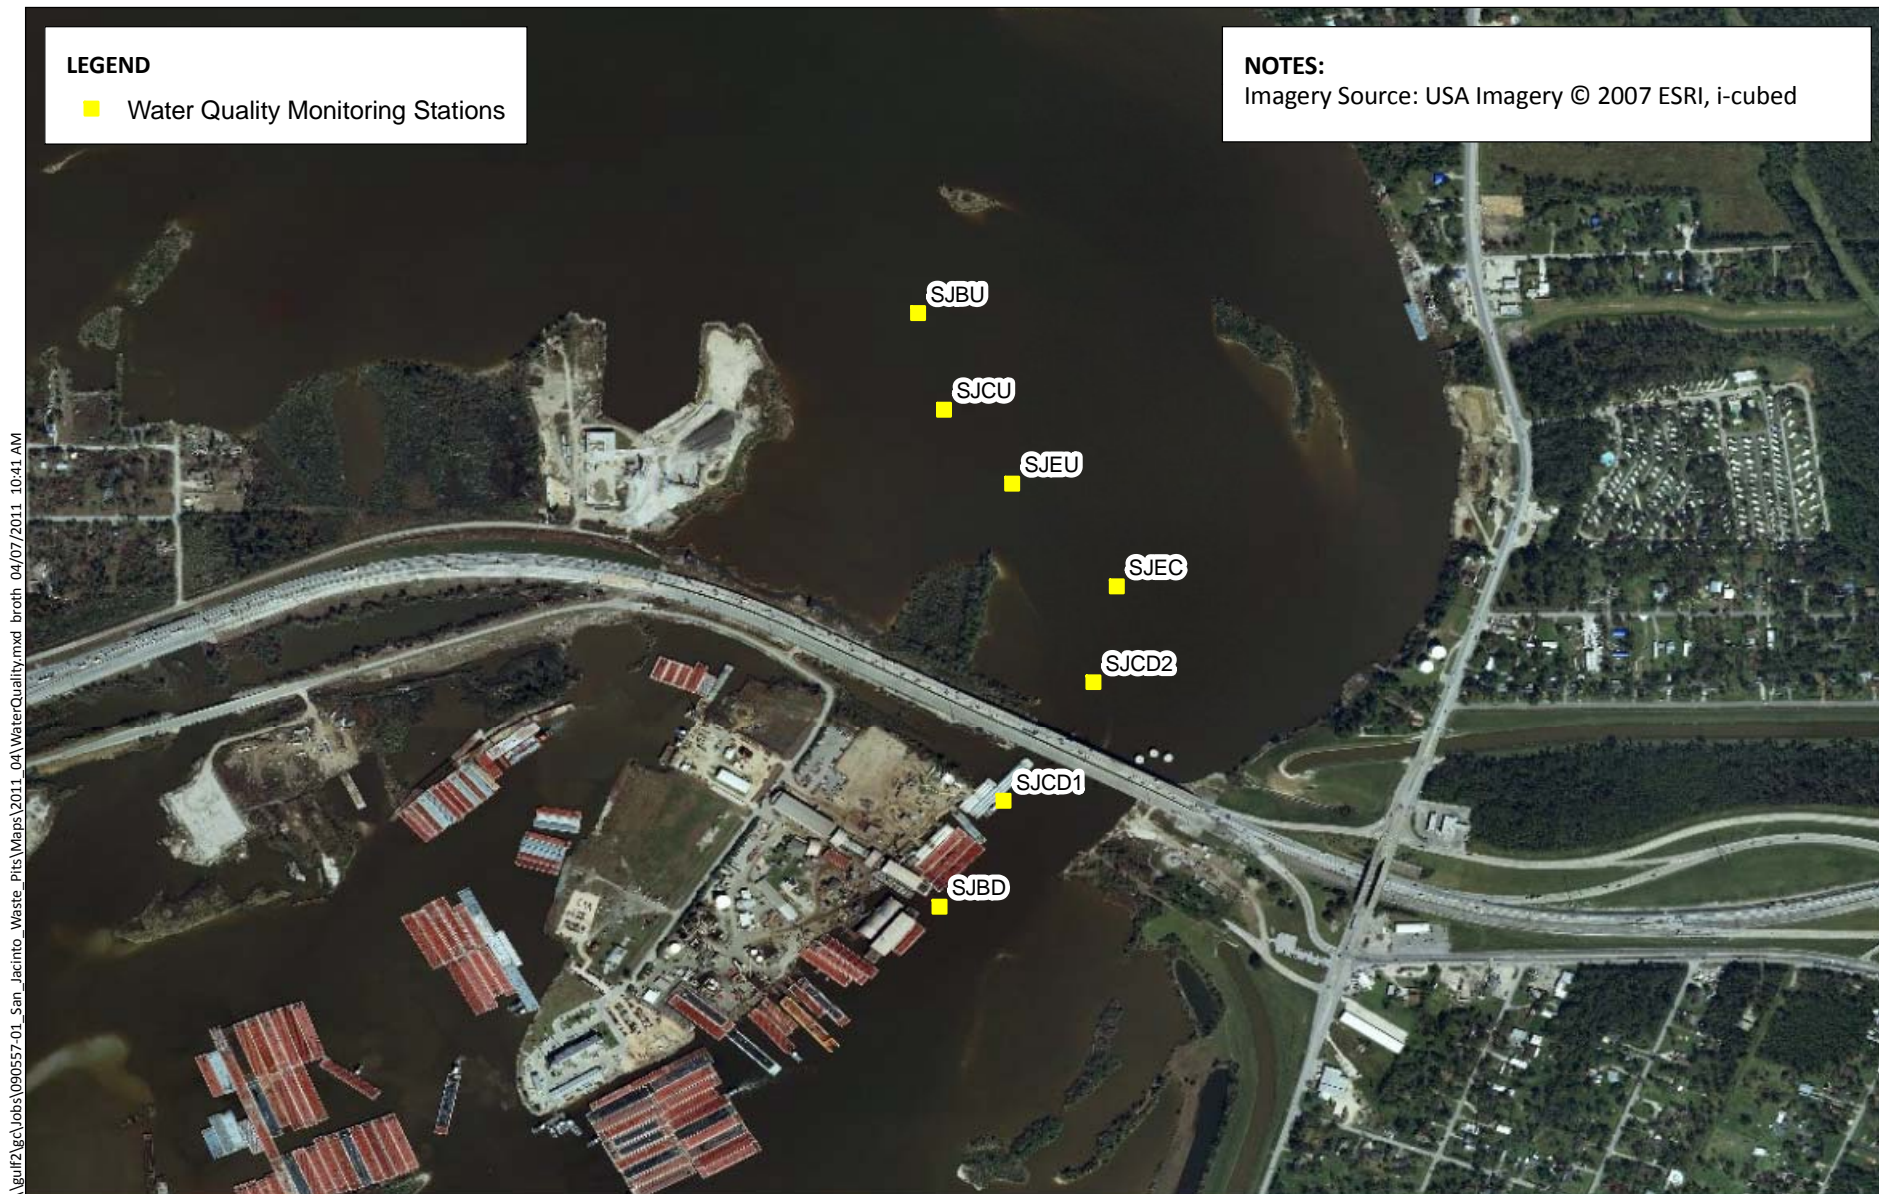 LEGEND
Water Quality Monitoring Stations
NOTES:
Imagery Source: USA Imagery © 2007 ESRI, i-cubed
SJBU
SJCU
SJEU
SJEC
SJCD2
SJCD1
SJBD
\\gulf2\gc\Jobs\090557-01_San_Jacinto_Waste_Pits\Maps\2011_04\WaterQuality.mxd broth 04/07/2011 10:41 AM